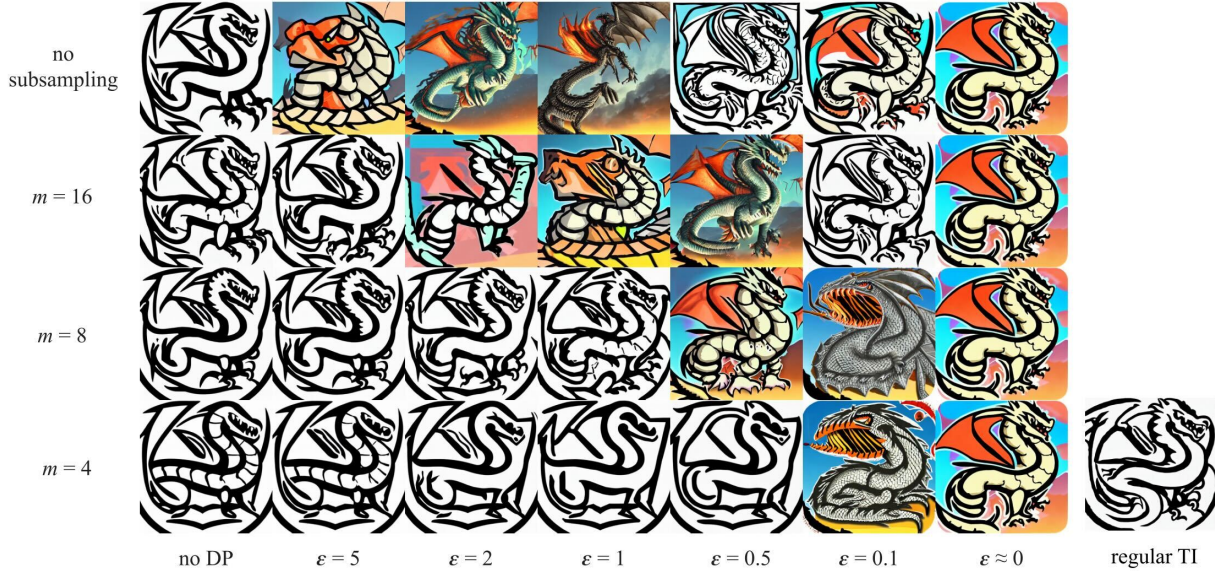 no
subsampling
m = 16
m = 8
m = 4
no DP
ε = 5
ε = 2
ε = 1
ε = 0.5
ε = 0.1
ε ≈ 0
regular TI